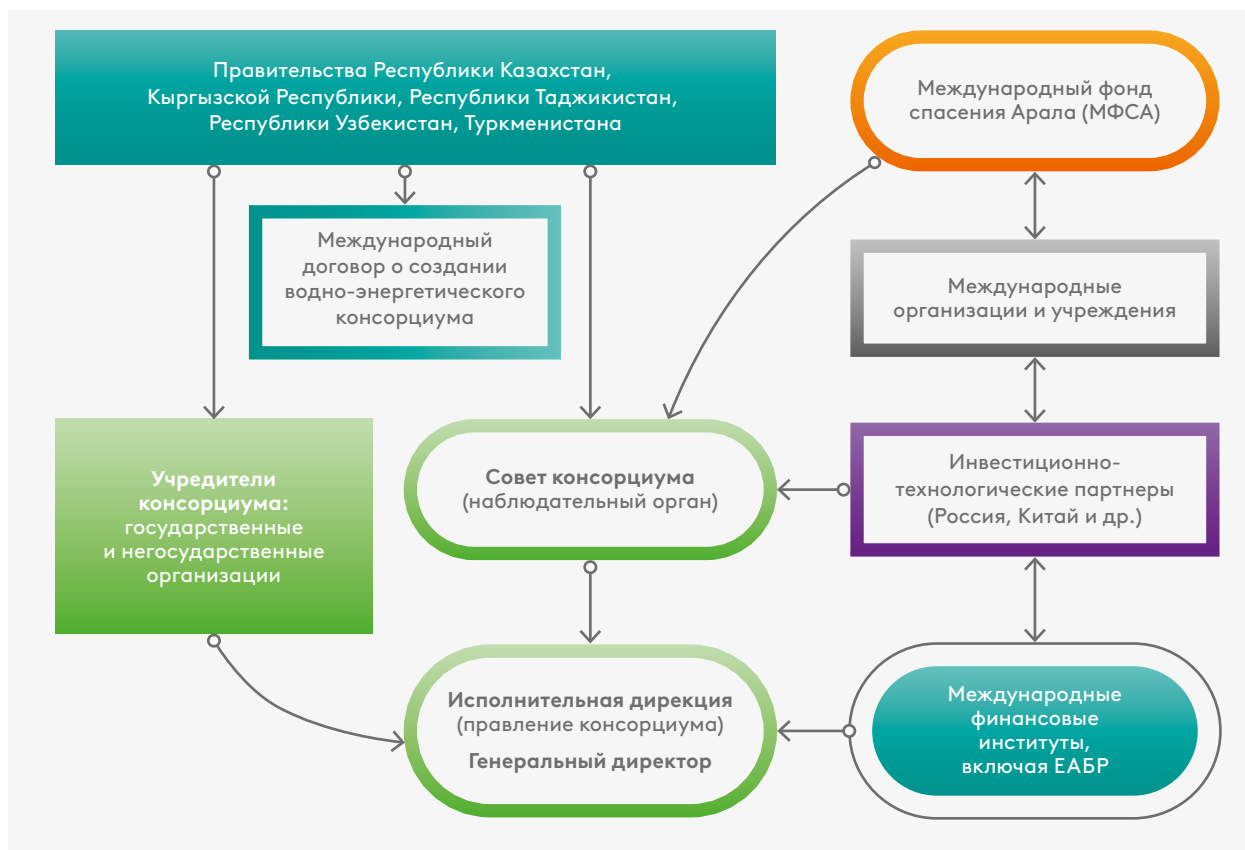 Правительства Республики Казахстан,
Кыргызской Республики, Республики Таджикистан,
Республики Узбекистан, Туркменистана
Международный фонд
спасения Арала (МФСА)
Международный
договор о создании
водно-энергетического
консорциума
Международные
организации и учреждения
Учредители
консорциума:
государственные
и негосударственные
организации
Совет консорциума
(наблюдательный орган)
Инвестиционно-
технологические партнеры
(Россия, Китай и др.)
Исполнительная дирекция
(правление консорциума)
Генеральный директор
Международные
финансовые
институты,
включая ЕАБР